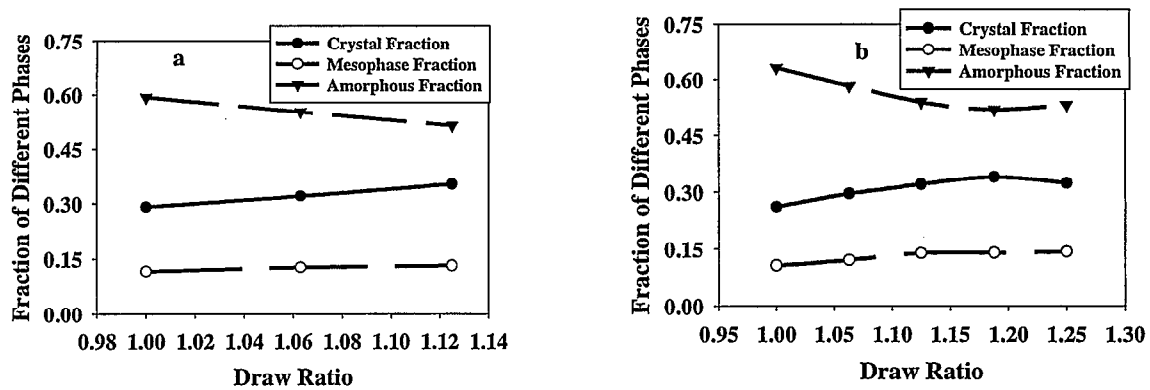 Fraction of Different Phases
0.75
0.60
0.45
0.30
0.15
0.00
a
Crystal Fraction
Mesophase Fraction
Amorphous Fraction
0.98 1.00 1.02 1.04 1.06 1.08 1.10 1.12 1.14
Draw Ratio
Fraction of Different Phases
0.75
0.60
0.45
0.30
0.15
0.00
b
Crystal Fraction
Mesophase Fraction
Amorphous Fraction
0.95 1.00 1.05 1.10 1.15 1.20 1.25 1.30
Draw Ratio